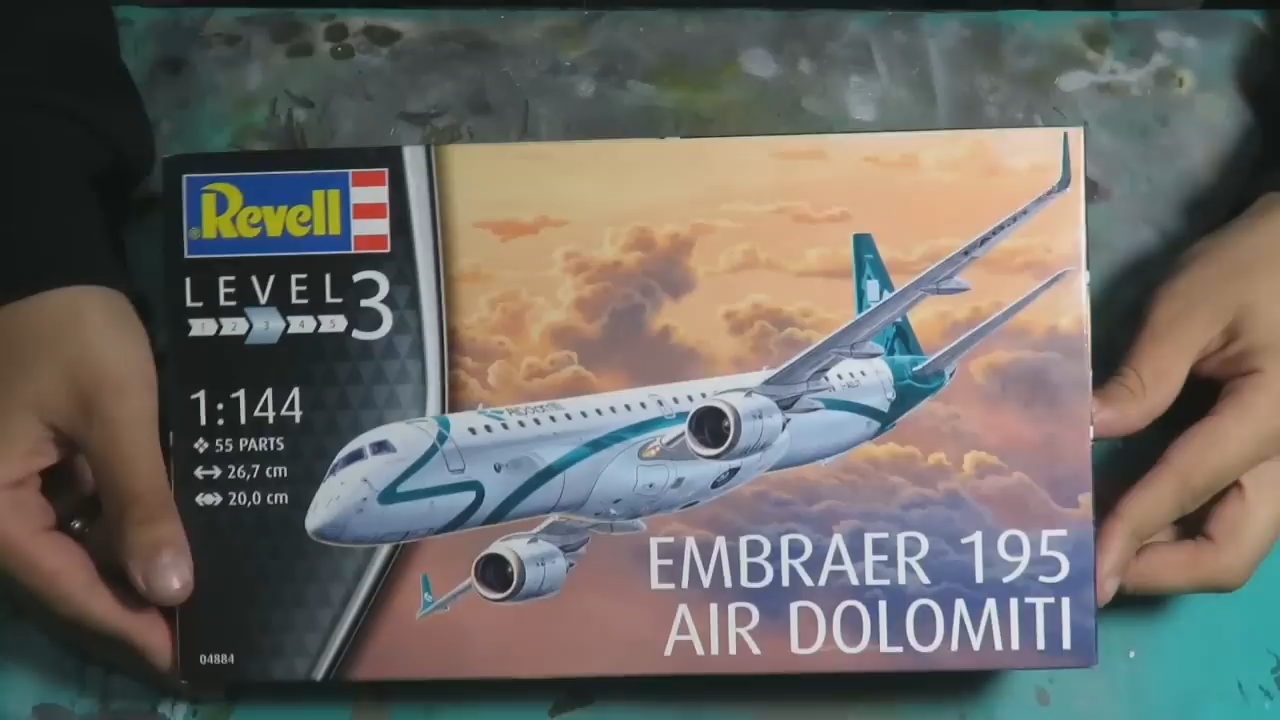 Revell
LEVEL 3
1 2 3 4 5
1:144
55 PARTS
26,7 cm
20,0 cm
EMBRAER 195
AIR DOLOMITI
04884